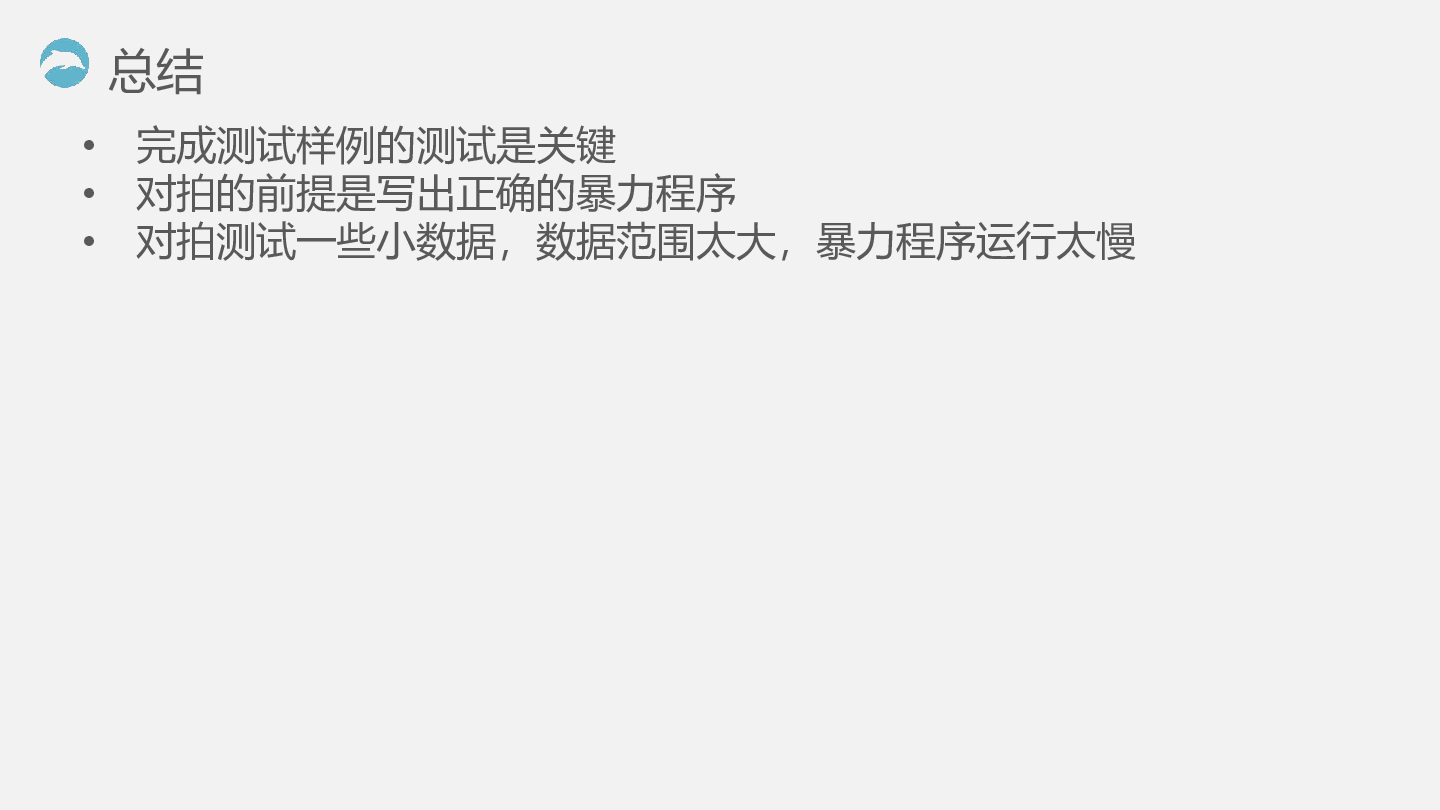 总结
• 完成测试样例的测试是关键
• 对拍的前提是写出正确的暴力程序
• 对拍测试一些小数据，数据范围太大，暴力程序运行太慢